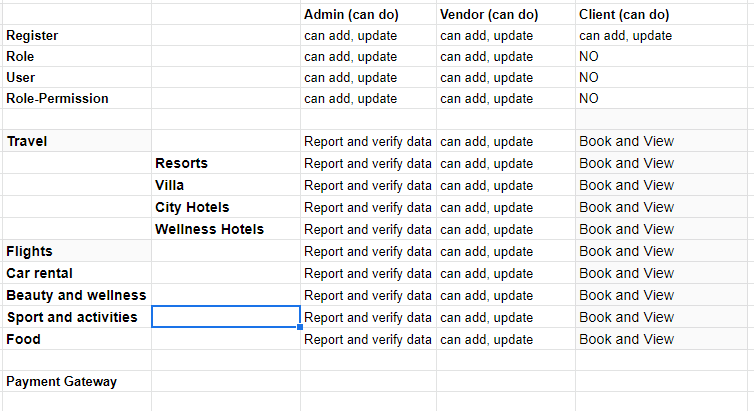 Admin (can do) Vendor (can do) Client (can do)
Register can add, update can add, update can add, update
Role can add, update can add, update NO
User can add, update can add, update NO
Role-Permission can add, update can add, update NO
Travel Report and verify data can add, update Book and View
Resorts Report and verify data can add, update Book and View
Villa Report and verify data can add, update Book and View
City Hotels Report and verify data can add, update Book and View
Wellness Hotels Report and verify data can add, update Book and View
Flights Report and verify data can add, update Book and View
Car rental Report and verify data can add, update Book and View
Beauty and wellness Report and verify data can add, update Book and View
Sport and activities Report and verify data can add, update Book and View
Food Report and verify data can add, update Book and View
Payment Gateway